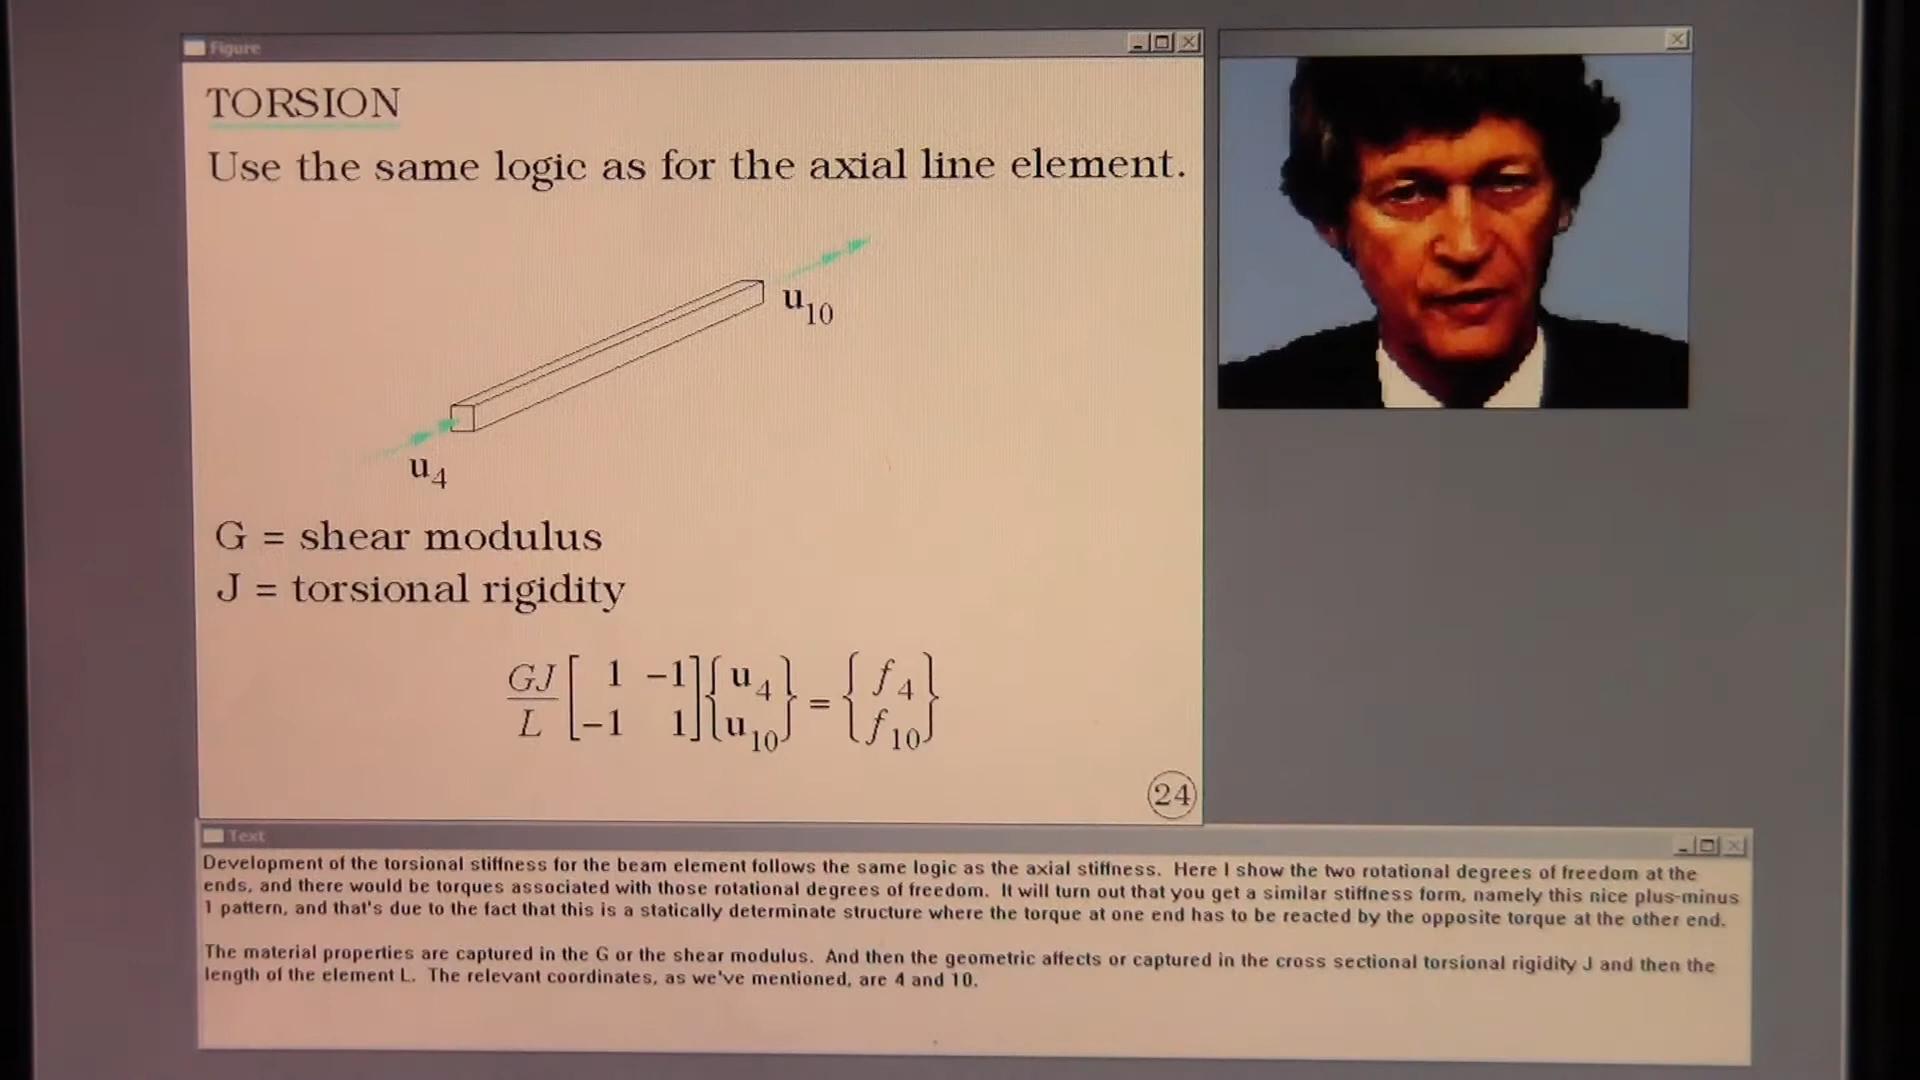 Figure
TORSION
Use the same logic as for the axial line element.
u10
u4
G = shear modulus
J = torsional rigidity
GJ
L
[ 1 −1
−1 1 ] { u4
u10 } = { f4
f10 }
24
Text
Development of the torsional stiffness for the beam element follows the same logic as the axial stiffness. Here I show the two rotational degrees of freedom at the
ends, and there would be torques associated with those rotational degrees of freedom. It will turn out that you get a similar stiffness form, namely this nice plus-minus
1 pattern, and that's due to the fact that this is a statically determinate structure where the torque at one end has to be reacted by the opposite torque at the other end.
The material properties are captured in the G or the shear modulus. And then the geometric affects or captured in the cross sectional torsional rigidity J and then the
length of the element L. The relevant coordinates, as we've mentioned, are 4 and 10.